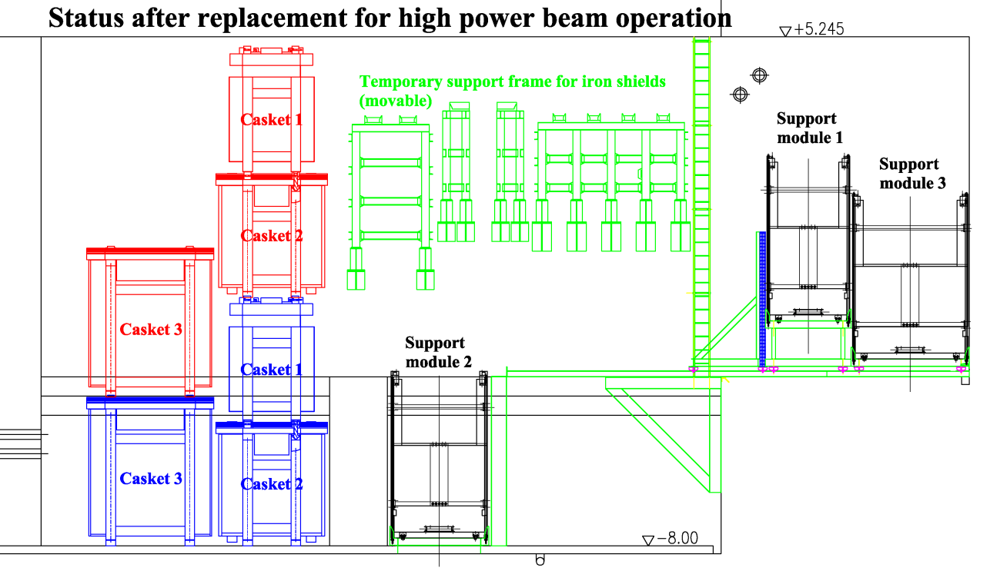 Status after replacement for high power beam operation
+5.245
Temporary support frame for iron shields
(movable)
Casket 1
Support
module 1
Support
module 3
Casket 2
Casket 3
Support
module 2
Casket 1
Casket 3
Casket 2
-8.00